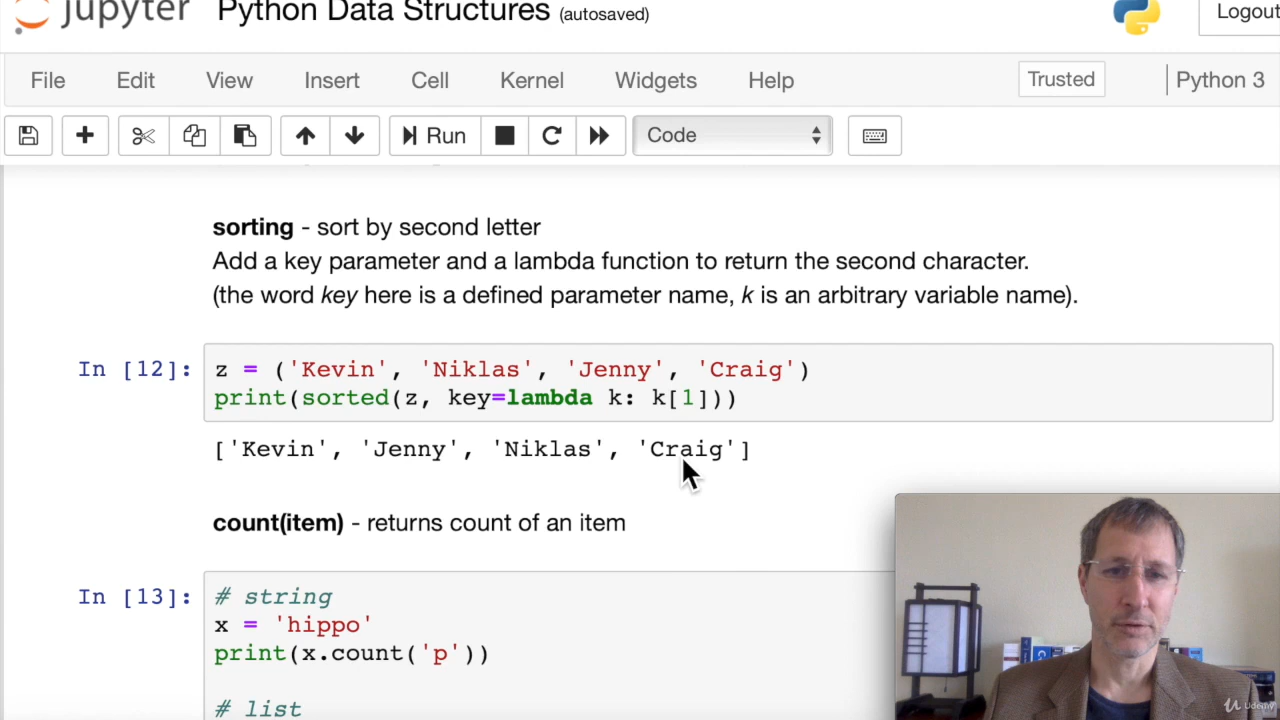 jupyter Python Data Structures (autosaved) Logout
File Edit View Insert Cell Kernel Widgets Help Trusted Python 3
Run Code
sorting - sort by second letter
Add a key parameter and a lambda function to return the second character.
(the word key here is a defined parameter name, k is an arbitrary variable name).
In [12]: z = ('Kevin', 'Niklas', 'Jenny', 'Craig')
print(sorted(z, key=lambda k: k[1]))
['Kevin', 'Jenny', 'Niklas', 'Craig']
count(item) - returns count of an item
In [13]: # string
x = 'hippo'
print(x.count('p'))
# list
Udemy